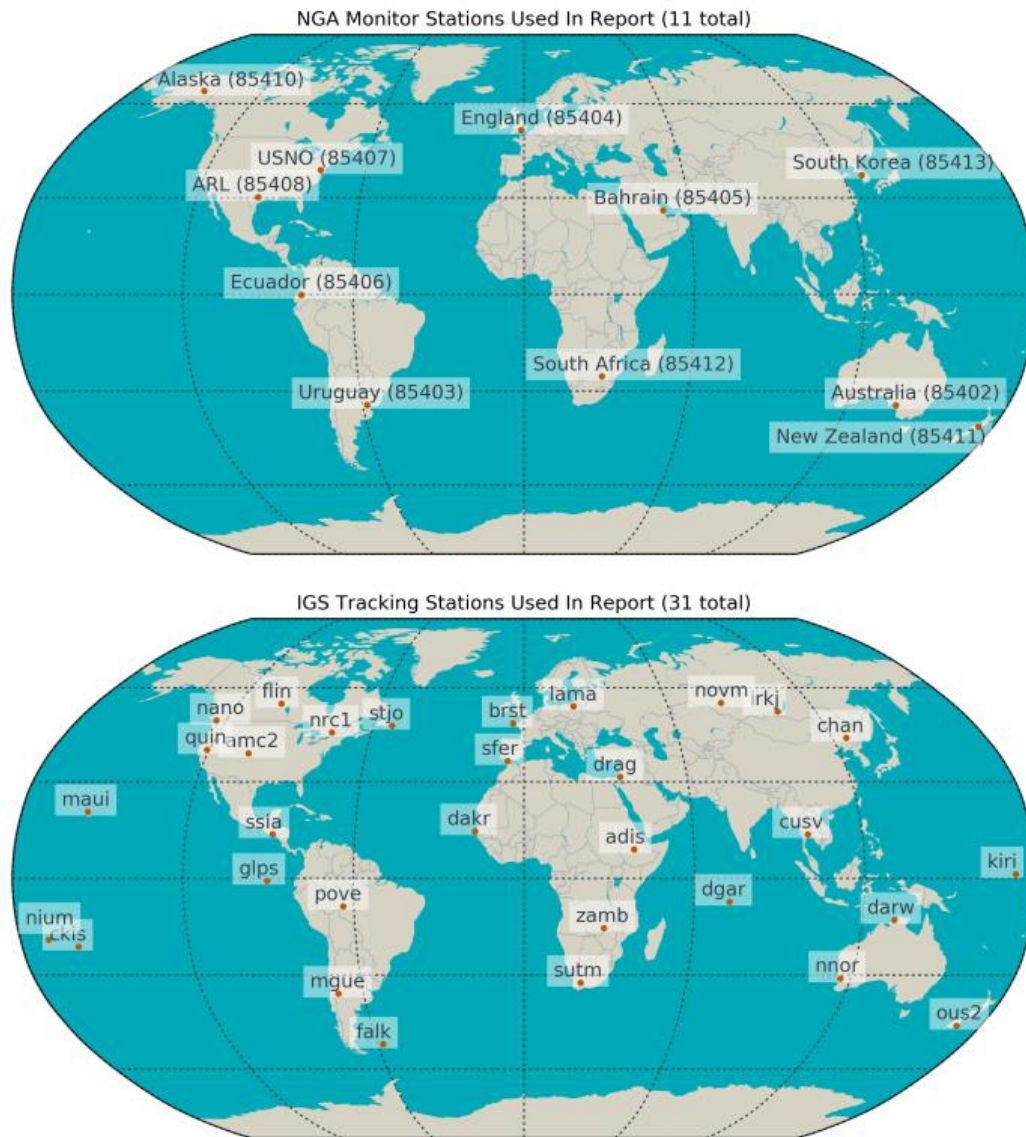 NGA Monitor Stations Used In Report (11 total)
Alaska (85410)
England (85404)
USNO (85407)
South Korea (85413)
ARL (85408)
Bahrain (85405)
Ecuador (85406)
South Africa (85412)
Uruguay (85403)
Australia (85402)
New Zealand (85411)
IGS Tracking Stations Used In Report (31 total)
flin
lama
novm
irkj
nano
nrc1
stjo
brst
chan
quin
amc2
sfer
drag
maui
ssia
dakr
cusv
adis
glps
kiri
pove
dgar
nium
zamb
darw
ckis
mgue
sutm
nnor
falk
ous2